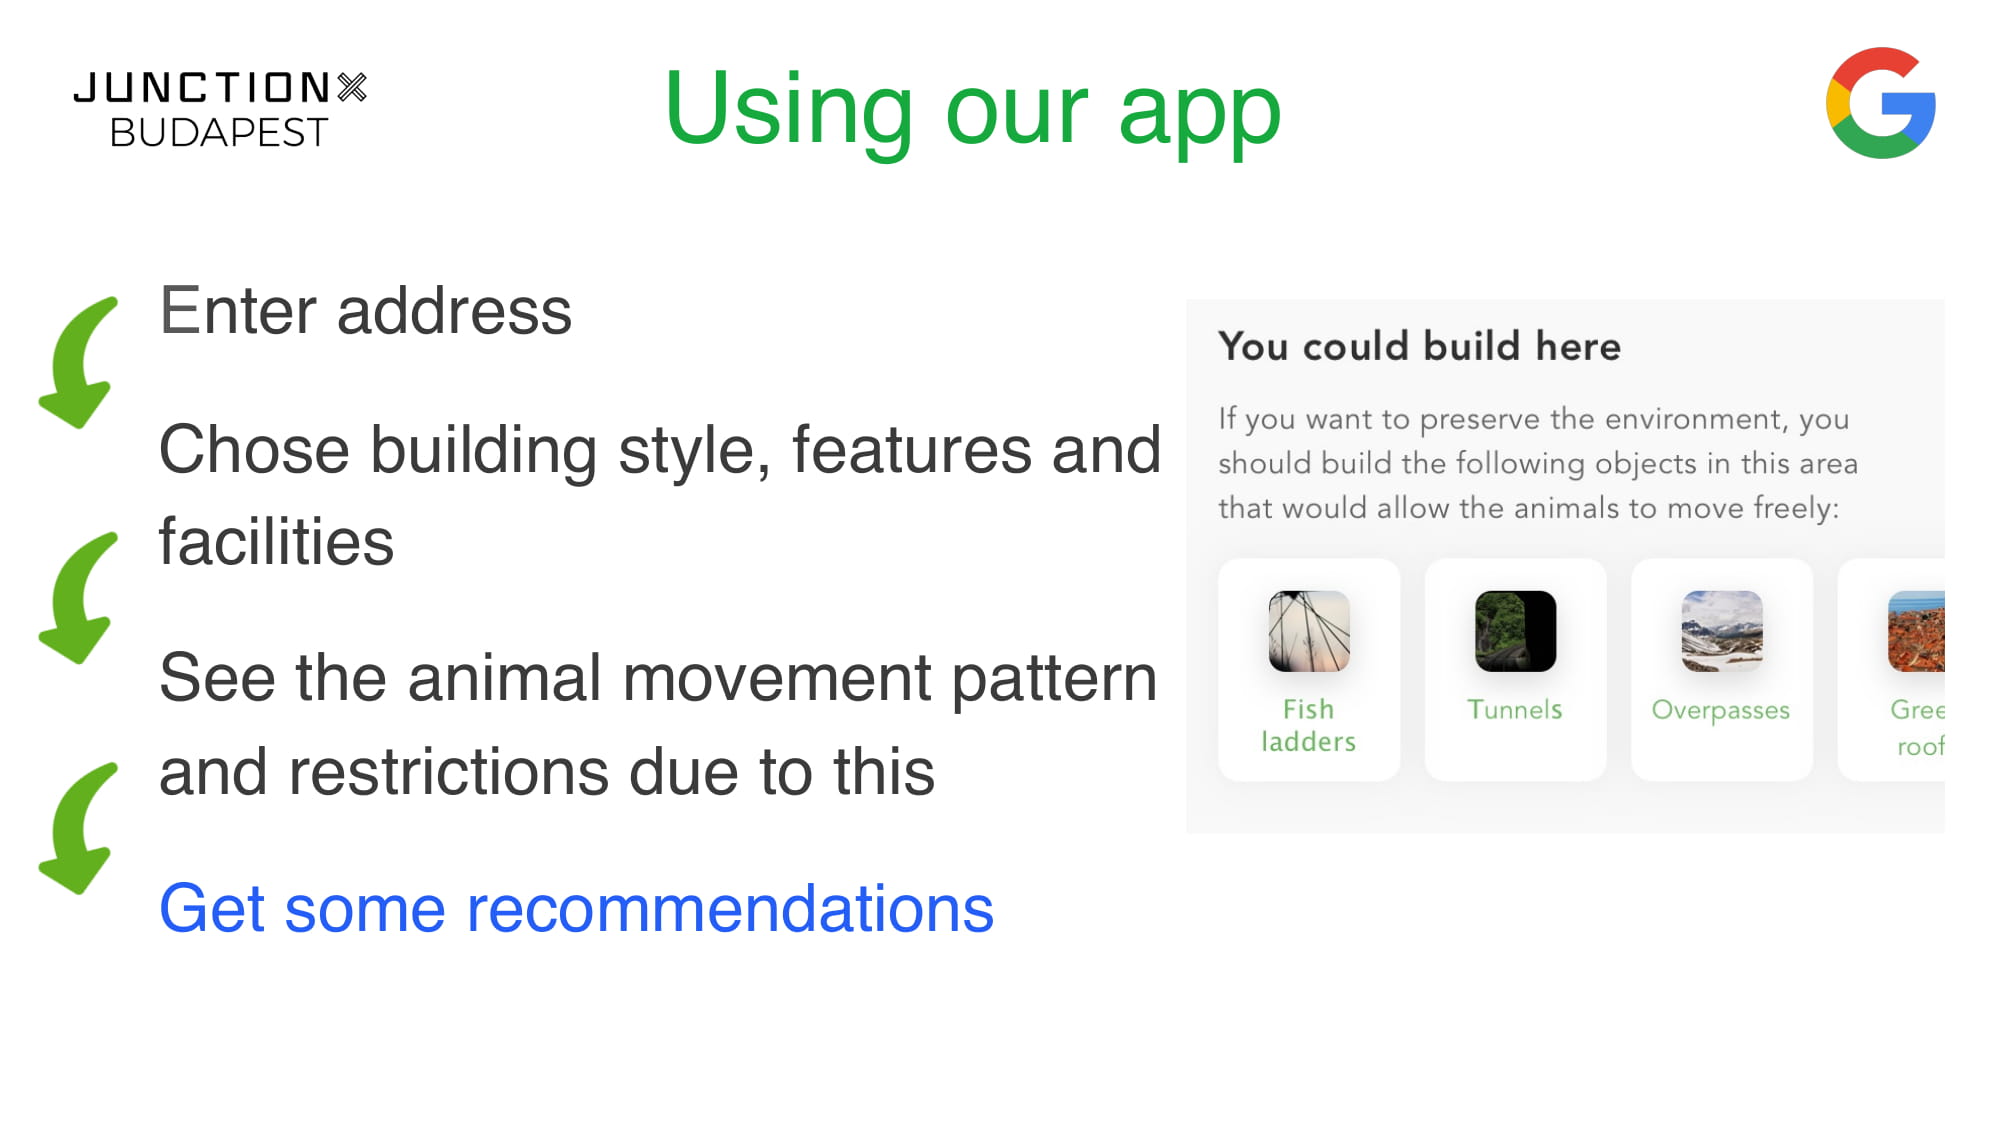 JUNCTIONX
BUDAPEST
Using our app
Enter address
Chose building style, features and
facilities
See the animal movement pattern
and restrictions due to this
Get some recommendations
You could build here
If you want to preserve the environment, you
should build the following objects in this area
that would allow the animals to move freely:
Fish
ladders
Tunnels
Overpasses
Gree
roof